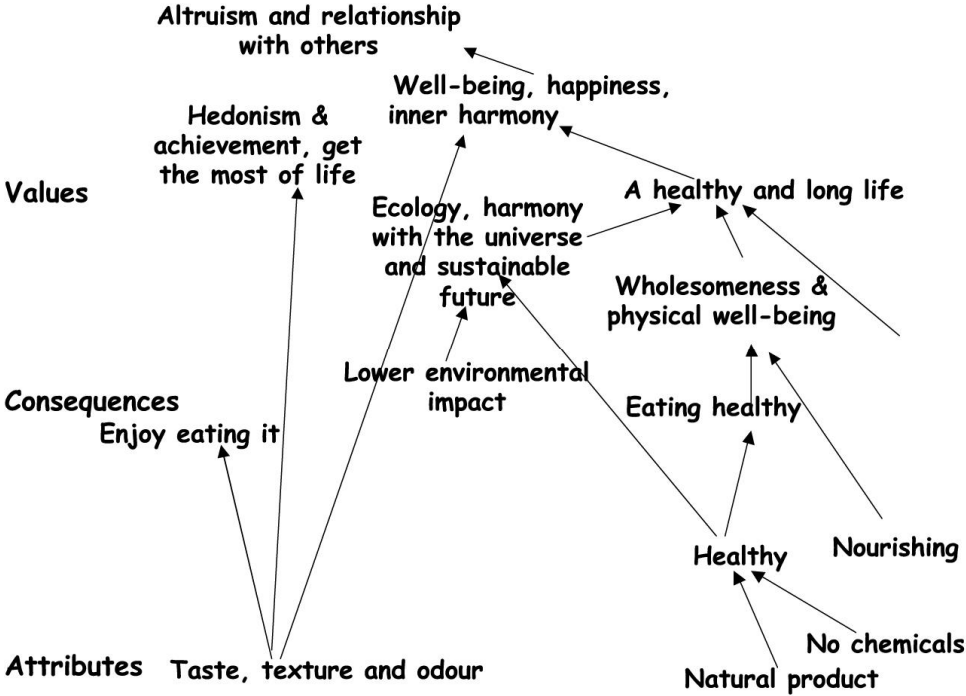 Altruism and relationship
with others
Well-being, happiness,
inner harmony
Hedonism &
achievement, get
the most of life
Values
A healthy and long life
Ecology, harmony
with the universe
and sustainable
future
Wholesomeness &
physical well-being
Lower environmental
impact
Consequences
Eating healthy
Enjoy eating it
Healthy
Nourishing
No chemicals
Attributes
Taste, texture and odour
Natural product